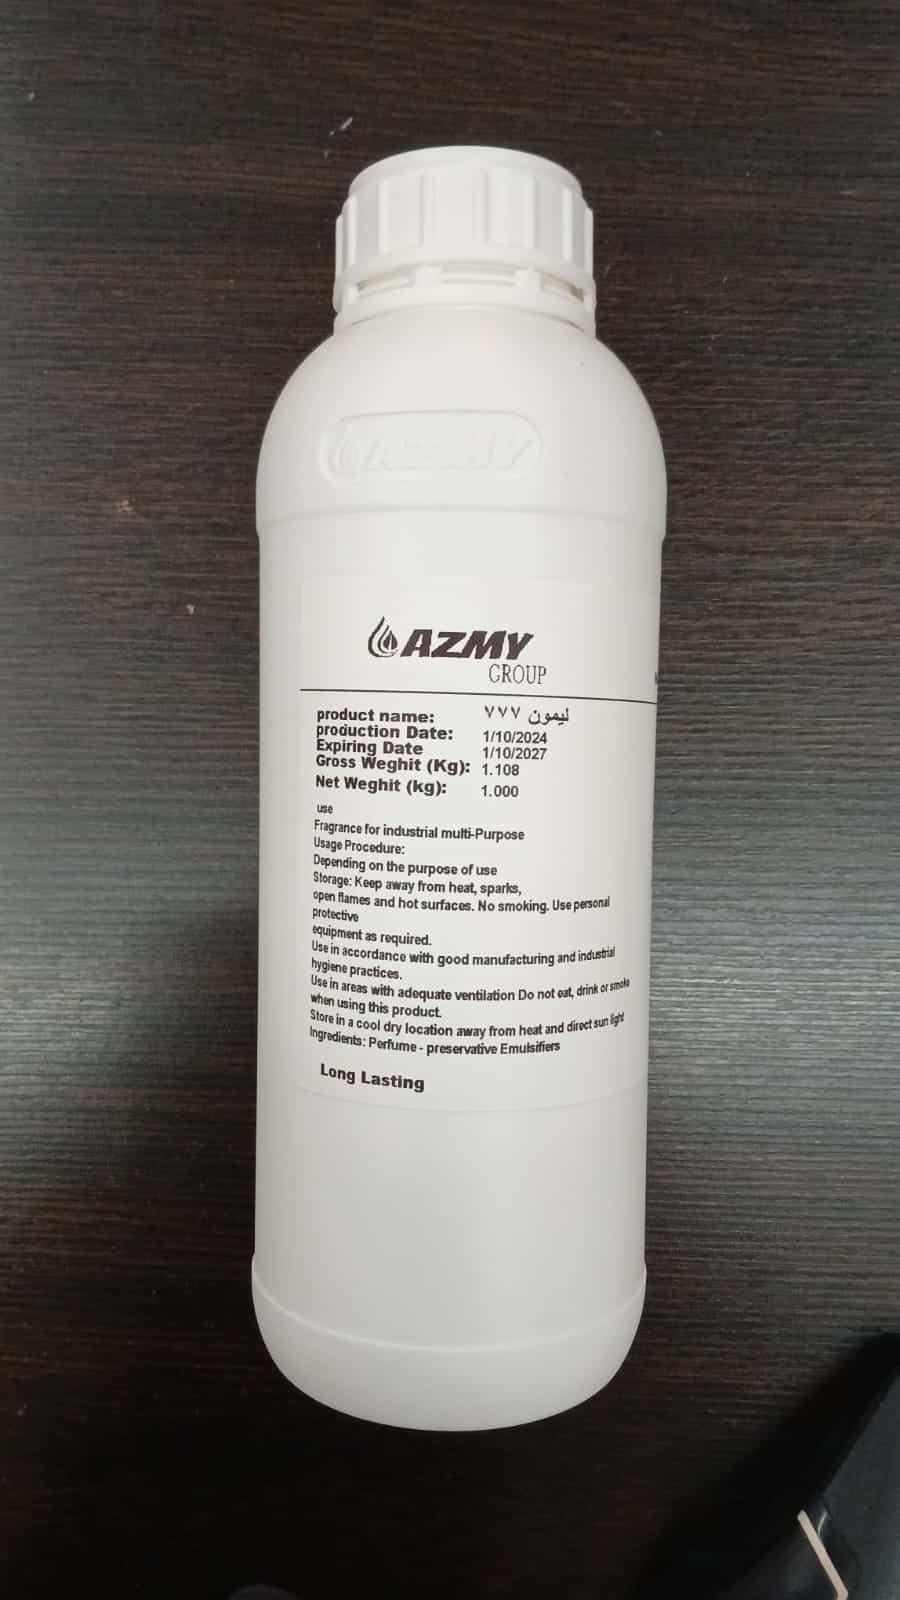 AZMY
AZMY
GROUP
product name: ليمون ٧٧٧
production Date: 1/10/2024
Expiring Date 1/10/2027
Gross Weghit (Kg): 1.108
Net Weghit (kg): 1.000
use
Fragrance for industrial multi-Purpose
Usage Procedure:
Depending on the purpose of use
Storage: Keep away from heat, sparks,
open flames and hot surfaces. No smoking. Use personal
protective
equipment as required.
Use in accordance with good manufacturing and industrial
hygiene practices.
Use in areas with adequate ventilation Do not eat, drink or smoke
when using this product.
Store in a cool dry location away from heat and direct sun light
Ingredients: Perfume - preservative Emulsifiers
Long Lasting